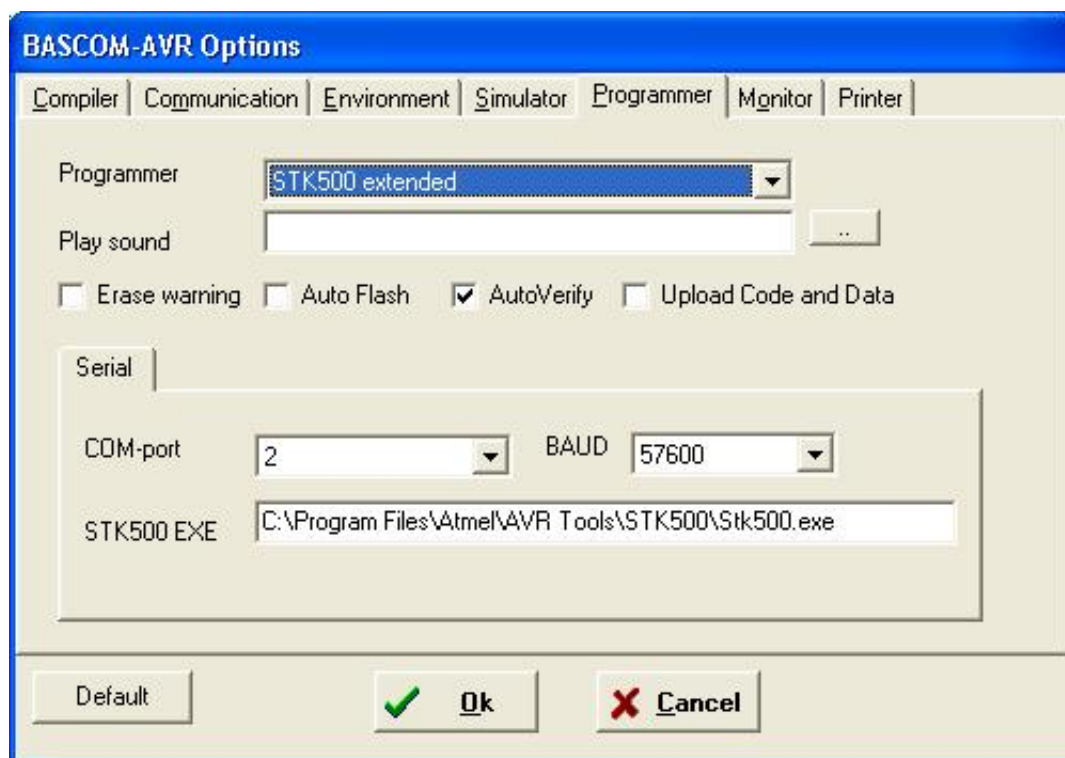 BASCOM-AVR Options
Compiler Communication Environment Simulator Programmer Monitor Printer
Programmer STK500 extended
Play sound ..
Erase warning Auto Flash AutoVerify Upload Code and Data
Serial
COM-port 2 BAUD 57600
STK500 EXE C:\Program Files\Atmel\AVR Tools\STK500\Stk500.exe
Default Ok Cancel